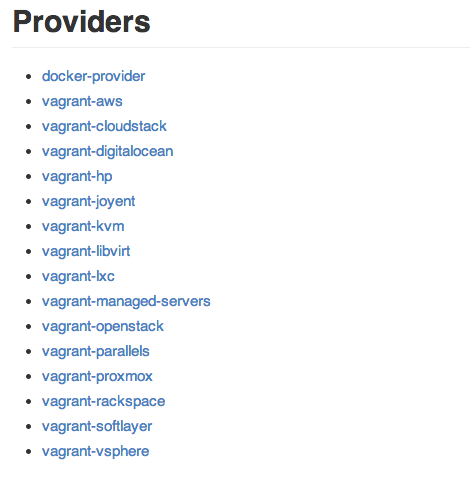 Providers
docker-provider
vagrant-aws
vagrant-cloudstack
vagrant-digitalocean
vagrant-hp
vagrant-joyent
vagrant-kvm
vagrant-libvirt
vagrant-lxc
vagrant-managed-servers
vagrant-openstack
vagrant-parallels
vagrant-proxmox
vagrant-rackspace
vagrant-softlayer
vagrant-vsphere